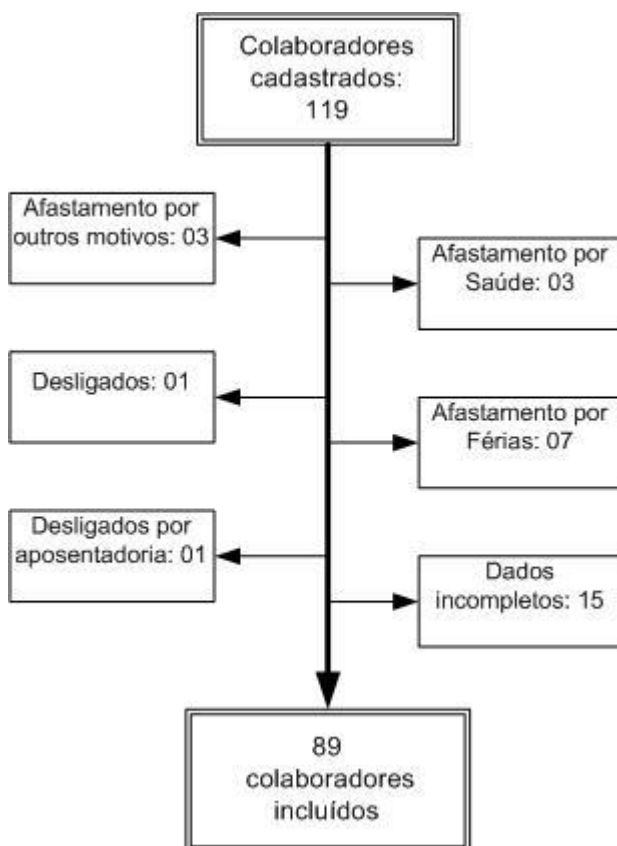 Colaboradores
cadastrados:
119
Afastamento por
outros motivos: 03
Afastamento por
Saúde: 03
Desligados: 01
Afastamento por
Férias: 07
Desligados por
aposentadoria: 01
Dados
incompletos: 15
89
colaboradores
incluídos